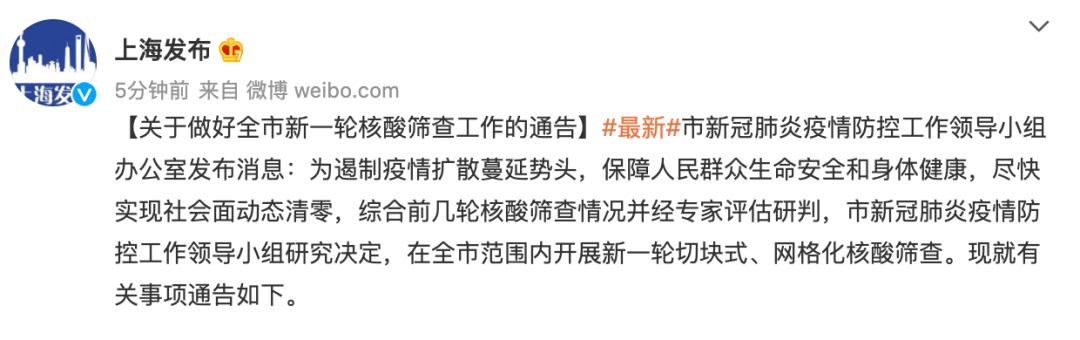 上海发布
5分钟前 来自 微博 weibo.com
【关于做好全市新一轮核酸筛查工作的通告】#最新#市新冠肺炎疫情防控工作领导小组
办公室发布消息：为遏制疫情扩散蔓延势头，保障人民群众生命安全和身体健康，尽快
实现社会面动态清零，综合前几轮核酸筛查情况并经专家评估研判，市新冠肺炎疫情防
控工作领导小组研究决定，在全市范围内开展新一轮切块式、网格化核酸筛查。现就有
关事项通告如下。
上海发